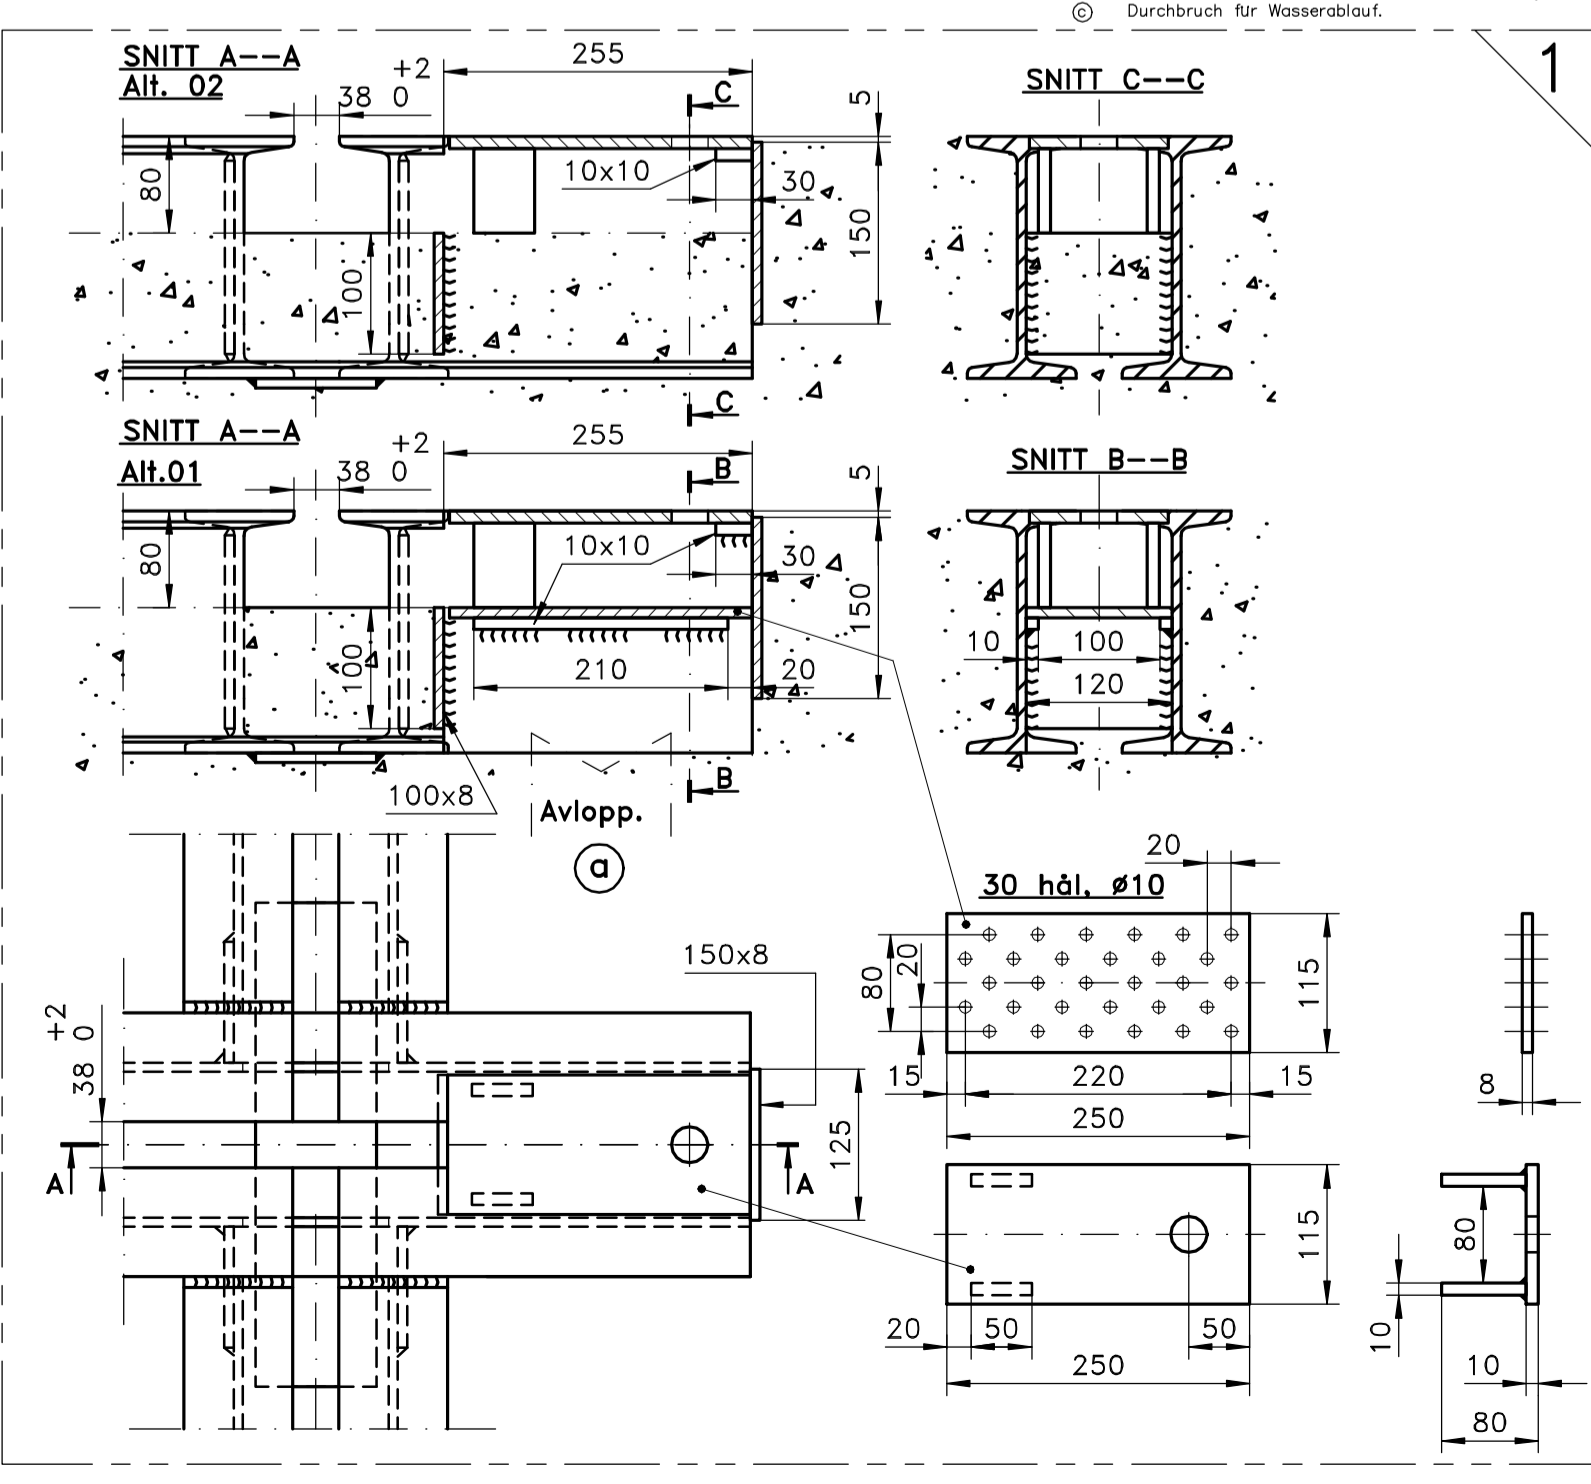 ⓒ Durchbruch für Wasserablauf.
1
SNITT A--A
Alt. 02
38 +2 0
255
C
5
80
100
10x10
30
150
C
SNITT C--C
SNITT A--A
Alt.01
38 +2 0
255
B
5
80
100
10x10
30
150
210
20
100x8
Avlopp.
B
a
SNITT B--B
10
100
120
30 hål, ø10
20
80
20
115
15
220
15
250
8
150x8
38 +2 0
A
A
125
115
20
50
50
250
80
10
10
80